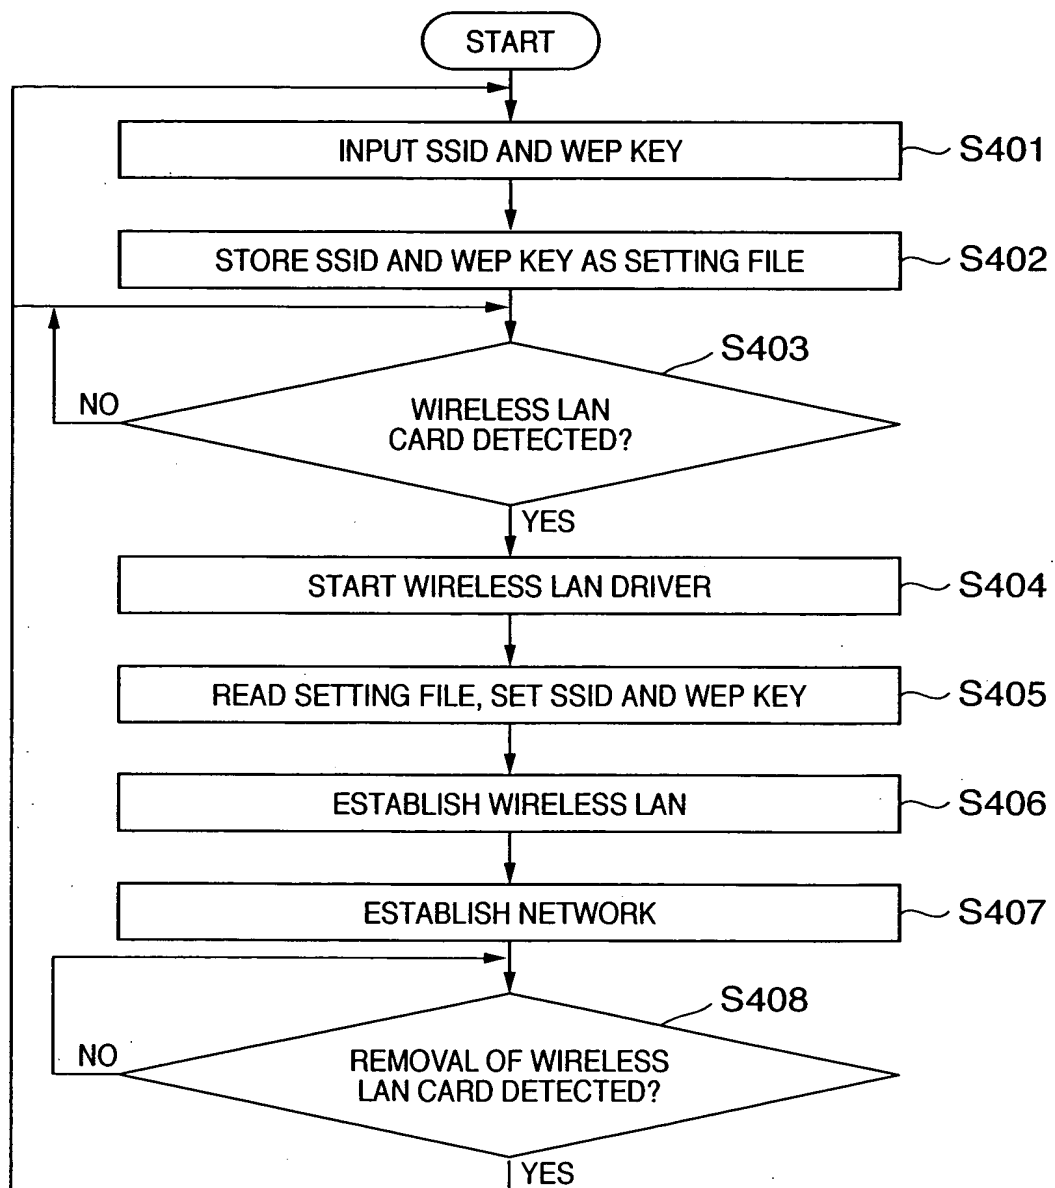 START
INPUT SSID AND WEP KEY
S401
STORE SSID AND WEP KEY AS SETTING FILE
S402
S403
NO
WIRELESS LAN
CARD DETECTED?
YES
START WIRELESS LAN DRIVER
S404
READ SETTING FILE, SET SSID AND WEP KEY
S405
ESTABLISH WIRELESS LAN
S406
ESTABLISH NETWORK
S407
S408
NO
REMOVAL OF WIRELESS
LAN CARD DETECTED?
YES